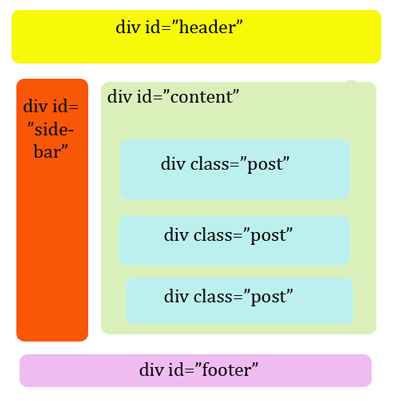 div id=”header”
div id=
”side-
bar”
div id=”content”
div class=”post”
div class=”post”
div class=”post”
div id=”footer”